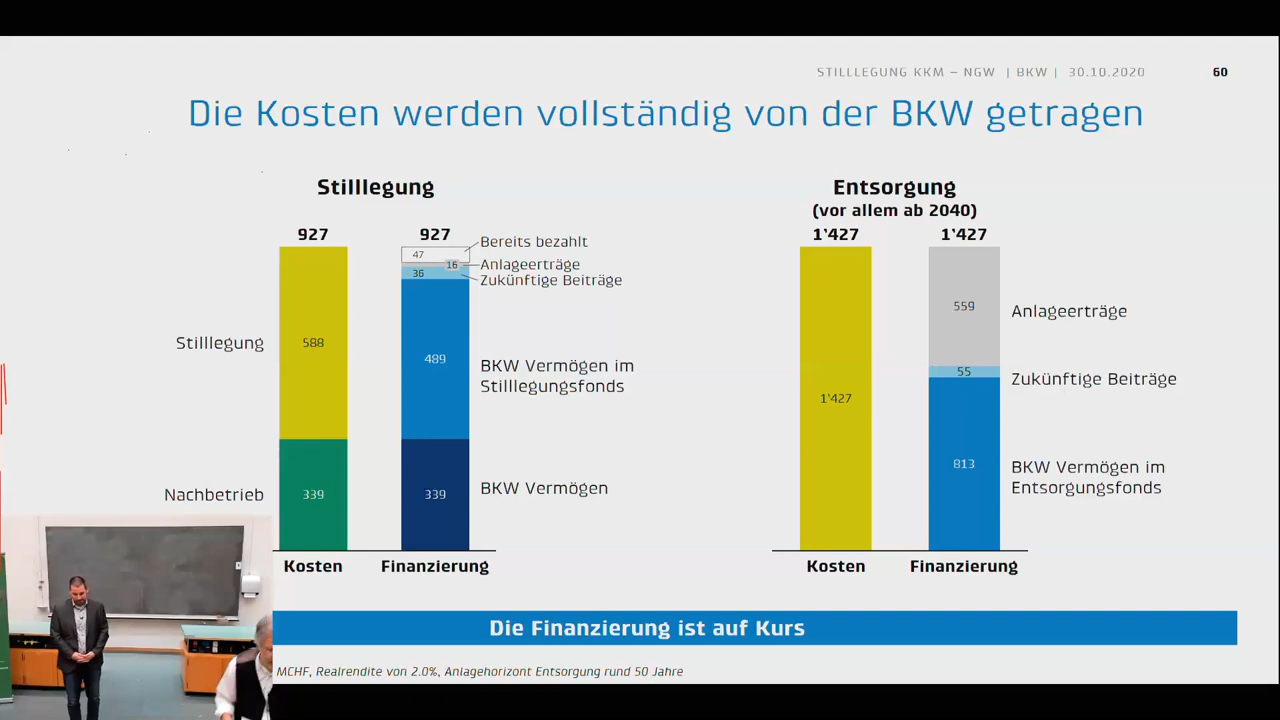 STILLLEGUNG KKM – NGW | BKW | 30.10.2020 60
Die Kosten werden vollständig von der BKW getragen
Stilllegung
Entsorgung
(vor allem ab 2040)
927
927
1'427
1'427
47
Bereits bezahlt
16
Anlageerträge
36
Zukünftige Beiträge
Stilllegung
588
489
BKW Vermögen im
Stilllegungsfonds
Nachbetrieb
339
339
BKW Vermögen
1'427
559
Anlageerträge
55
Zukünftige Beiträge
813
BKW Vermögen im
Entsorgungsfonds
Kosten
Finanzierung
Kosten
Finanzierung
Die Finanzierung ist auf Kurs
MCHF, Realrendite von 2.0%, Anlagehorizont Entsorgung rund 50 Jahre